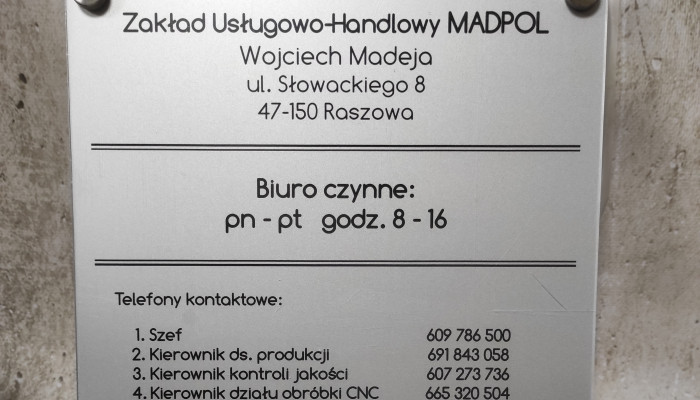 Zakład Usługowo-Handlowy MADPOL
Wojciech Madeja
ul. Słowackiego 8
47-150 Raszowa
Biuro czynne:
pn - pt godz. 8 - 16
Telefony kontaktowe:
1. Szef 609 786 500
2. Kierownik ds. produkcji 691 843 058
3. Kierownik kontroli jakości 607 273 736
4. Kierownik działu obróbki CNC 665 320 504